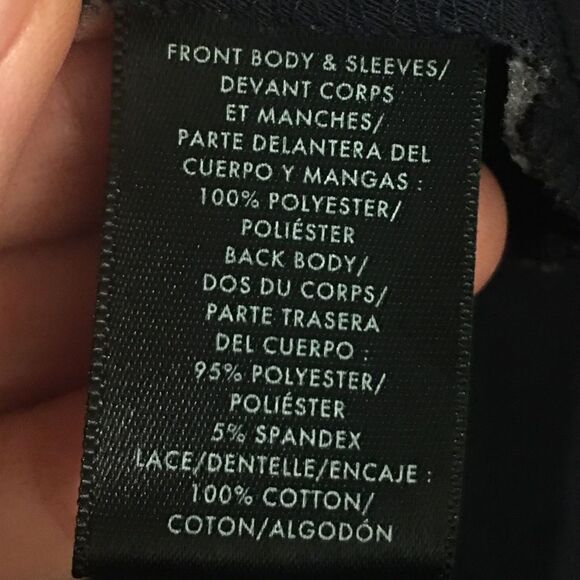 FRONT BODY & SLEEVES/
DEVANT CORPS
ET MANCHES/
PARTE DELANTERA DEL
CUERPO Y MANGAS :
100% POLYESTER/
POLIÉSTER
BACK BODY/
DOS DU CORPS/
PARTE TRASERA
DEL CUERPO :
95% POLYESTER/
POLIÉSTER
5% SPANDEX
LACE/DENTELLE/ENCAJE :
100% COTTON/
COTON/ALGODÓN